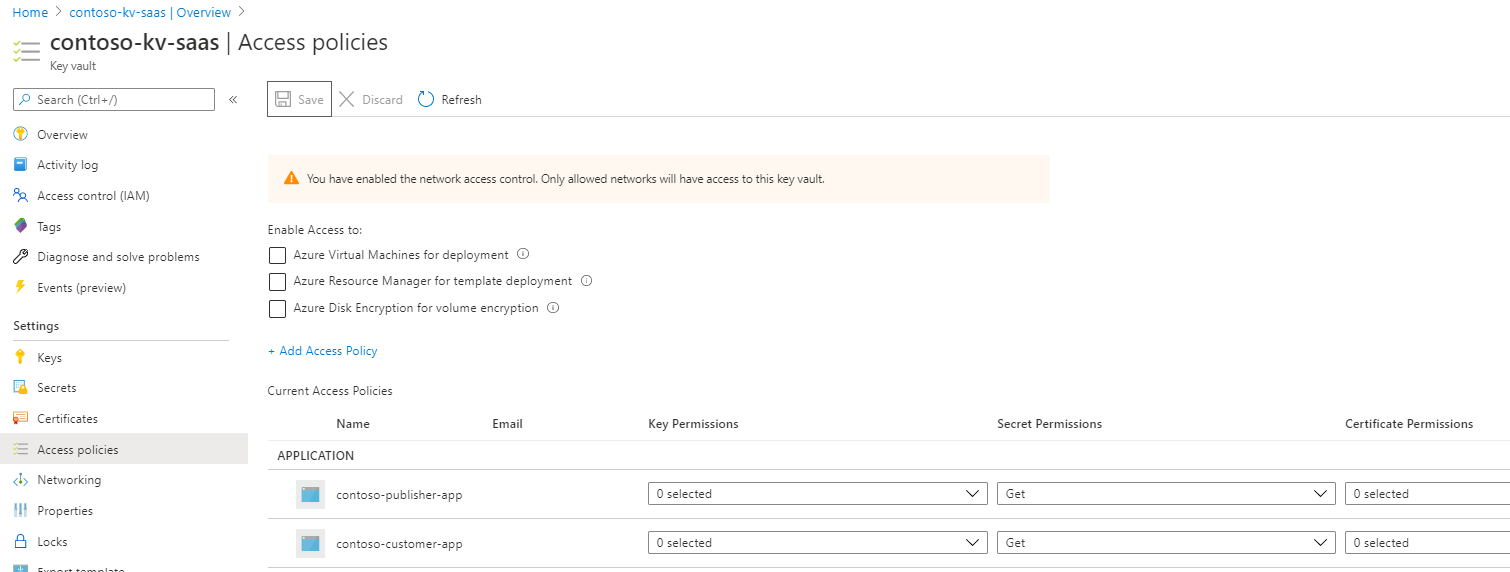 Home > contoso-kv-saas | Overview >
contoso-kv-saas | Access policies
Key vault
Search (Ctrl+/)
«
Save
Discard
Refresh
Overview
Activity log
Access control (IAM)
Tags
Diagnose and solve problems
Events (preview)
Settings
Keys
Secrets
Certificates
Access policies
Networking
Properties
Locks
Export template
You have enabled the network access control. Only allowed networks will have access to this key vault.
Enable Access to:
Azure Virtual Machines for deployment
Azure Resource Manager for template deployment
Azure Disk Encryption for volume encryption
+ Add Access Policy
Current Access Policies
Name Email Key Permissions Secret Permissions Certificate Permissions
APPLICATION
contoso-publisher-app 0 selected Get 0 selected
contoso-customer-app 0 selected Get 0 selected